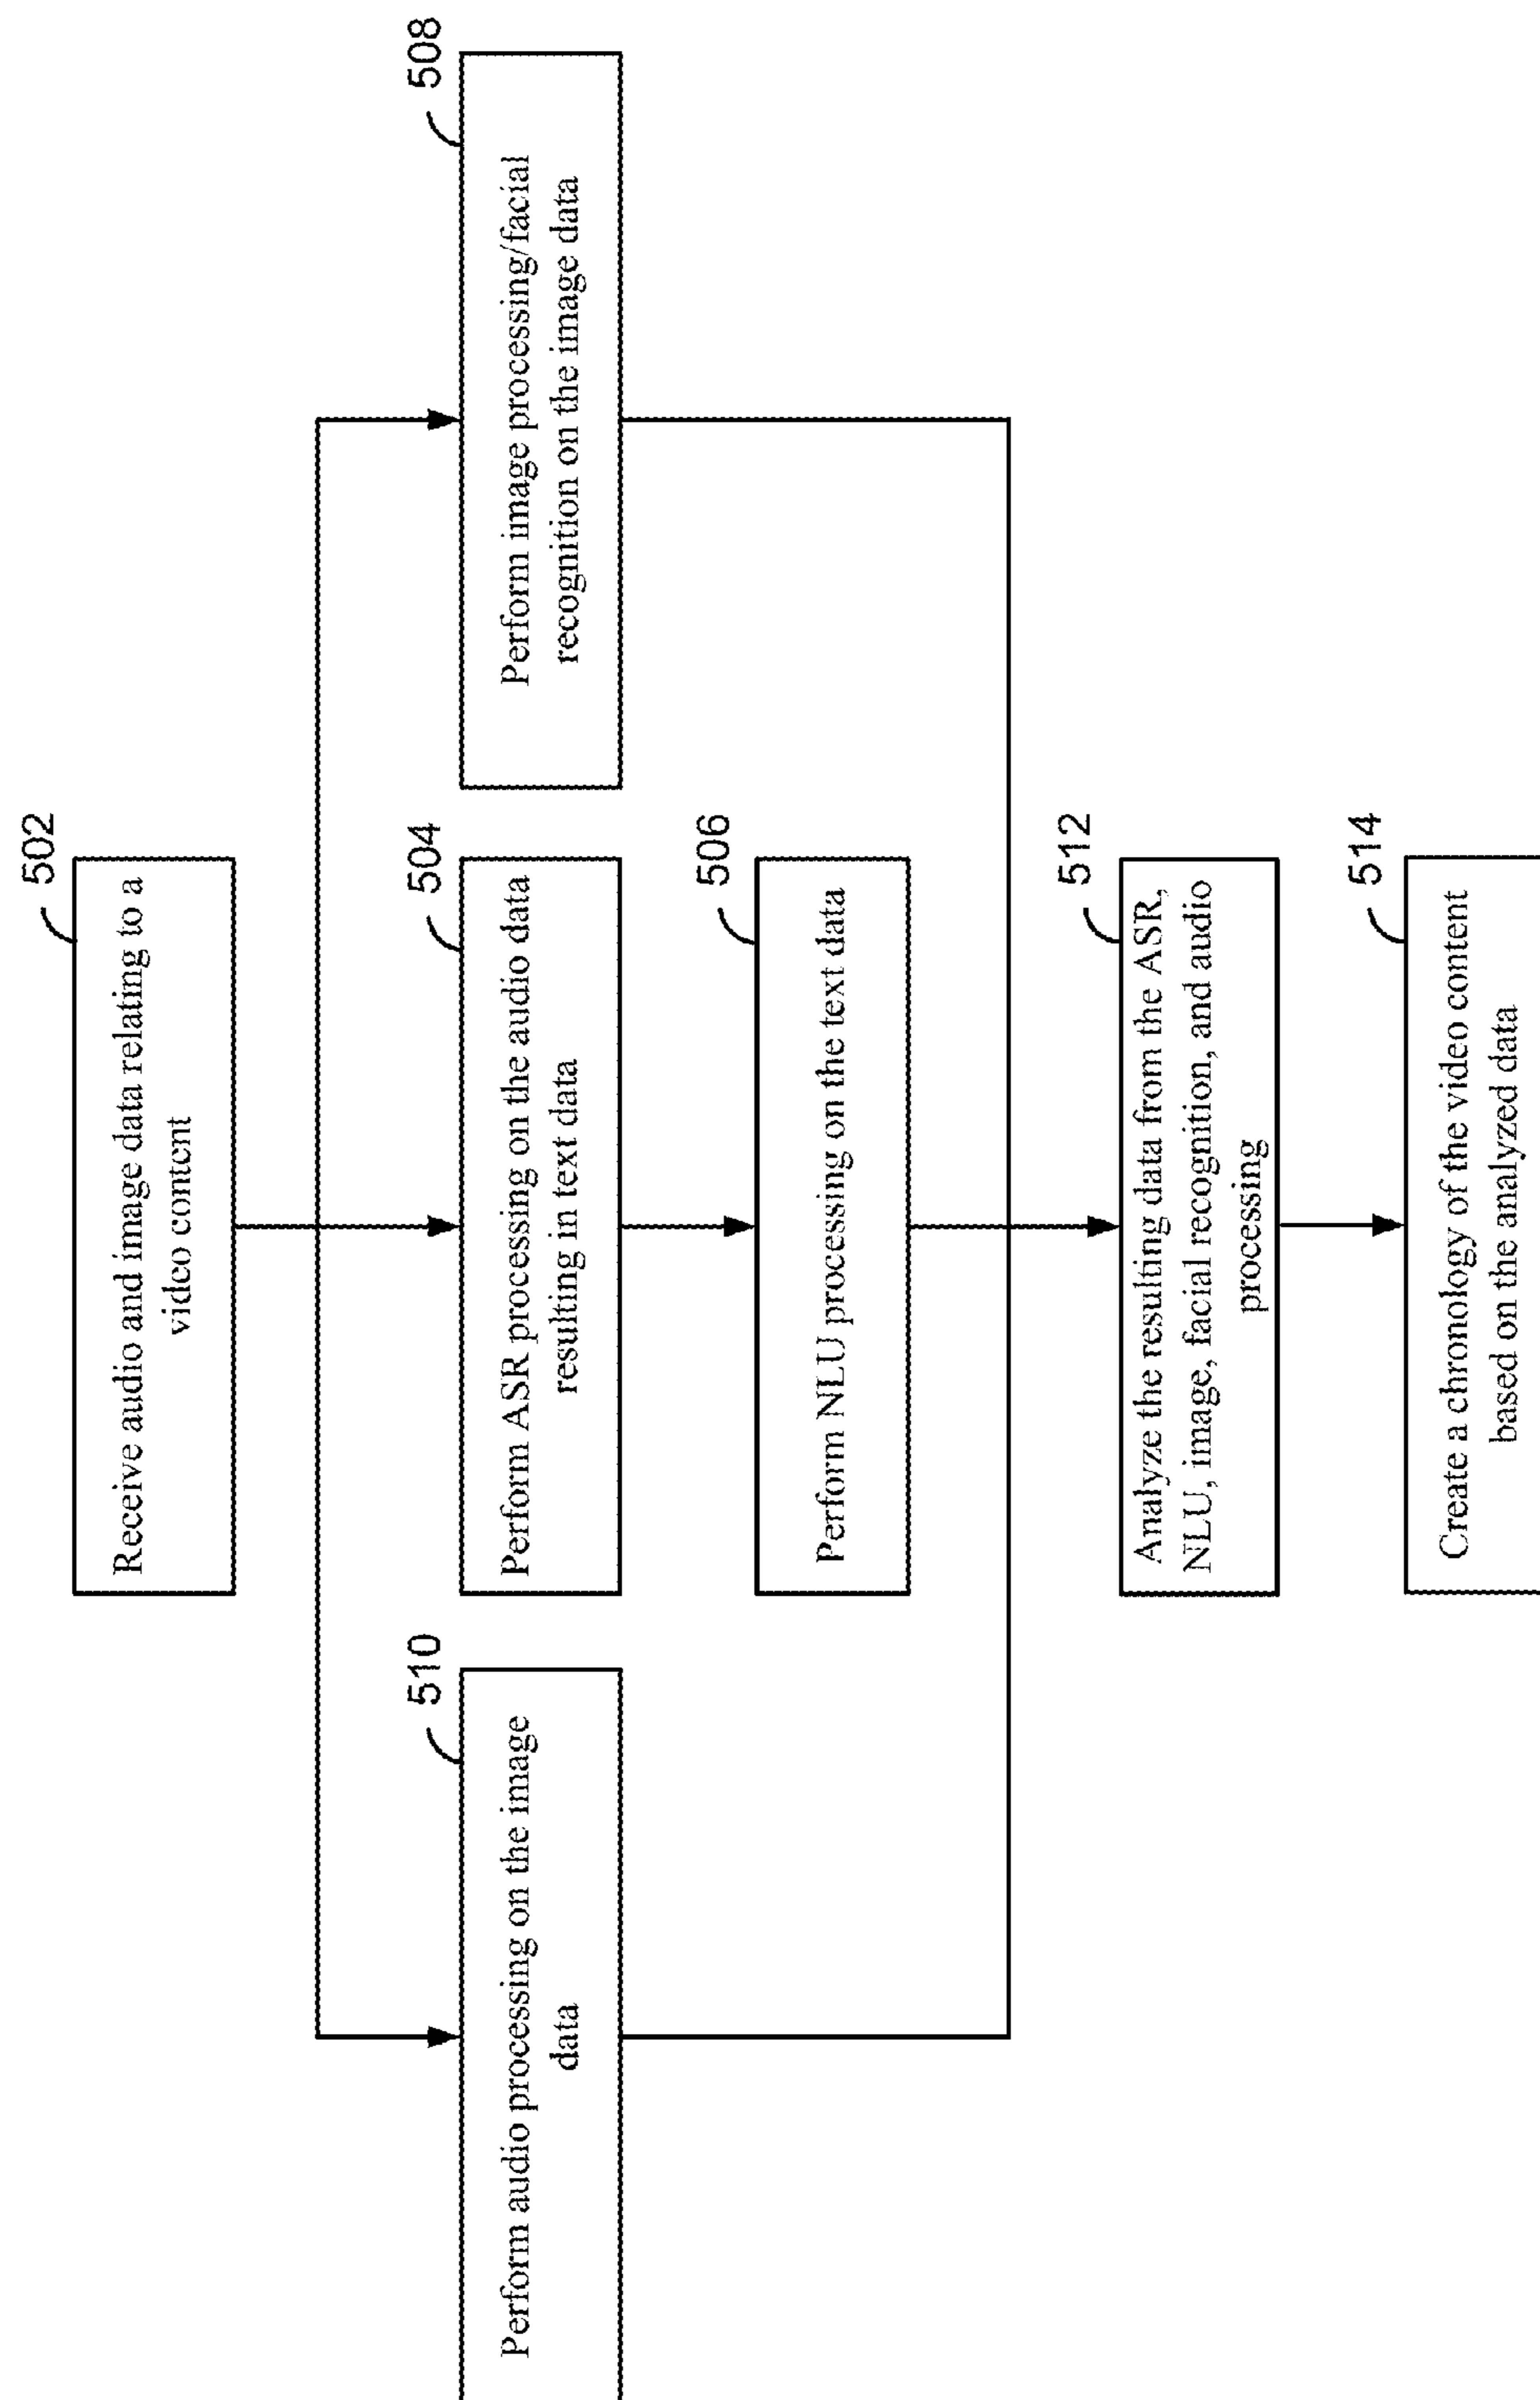 502
Receive audio and image data relating to a
video content
510
Perform audio processing on the image
data
504
Perform ASR processing on the audio data
resulting in text data
508
Perform image processing/facial
recognition on the image data
506
Perform NLU processing on the text data
512
Analyze the resulting data from the ASR,
NLU, image, facial recognition, and audio
processing
514
Create a chronology of the video content
based on the analyzed data